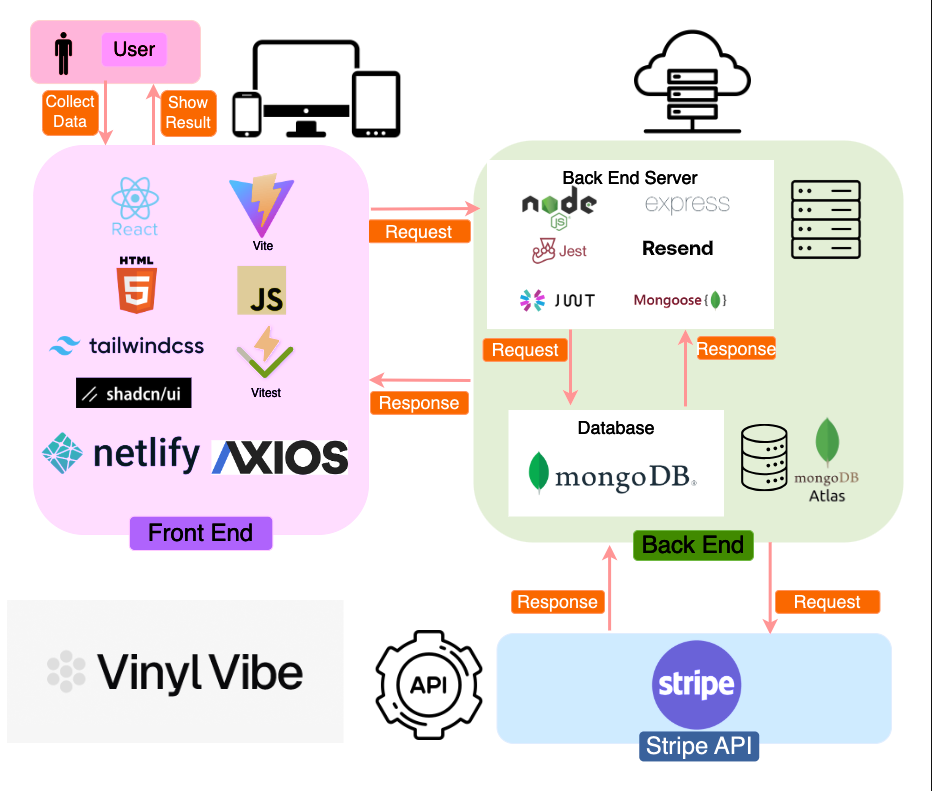 User
Collect
Data
Show
Result
React
Vite
HTML
5
JS
tailwindcss
Vitest
shadcn/ui
netlify
AXIOS
Front End
Request
Response
Back End Server
node
JS
express
Jest
Resend
JWT
Mongoose{ }
Request
Response
Database
mongoDB®
mongoDB
Atlas
Back End
Response
Request
Vinyl Vibe
API
stripe
Stripe API